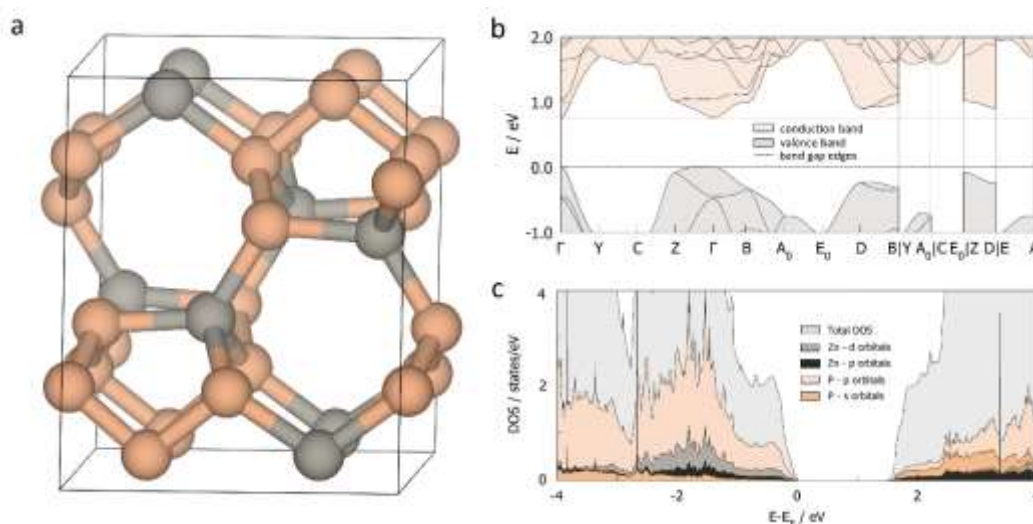 a
b
2.0
1.0
0.0
-1.0
E / eV
conduction band
valence band
band gap edges
Γ Y C Z Γ B A₀ E₀ D B|Y A₀|C E₀|Z D|E A
c
4
2
0
DOS / states/eV
Total DOS
Zn - d orbitals
Zn - p orbitals
P - p orbitals
P - s orbitals
-4 -2 0 2
E-E_F / eV